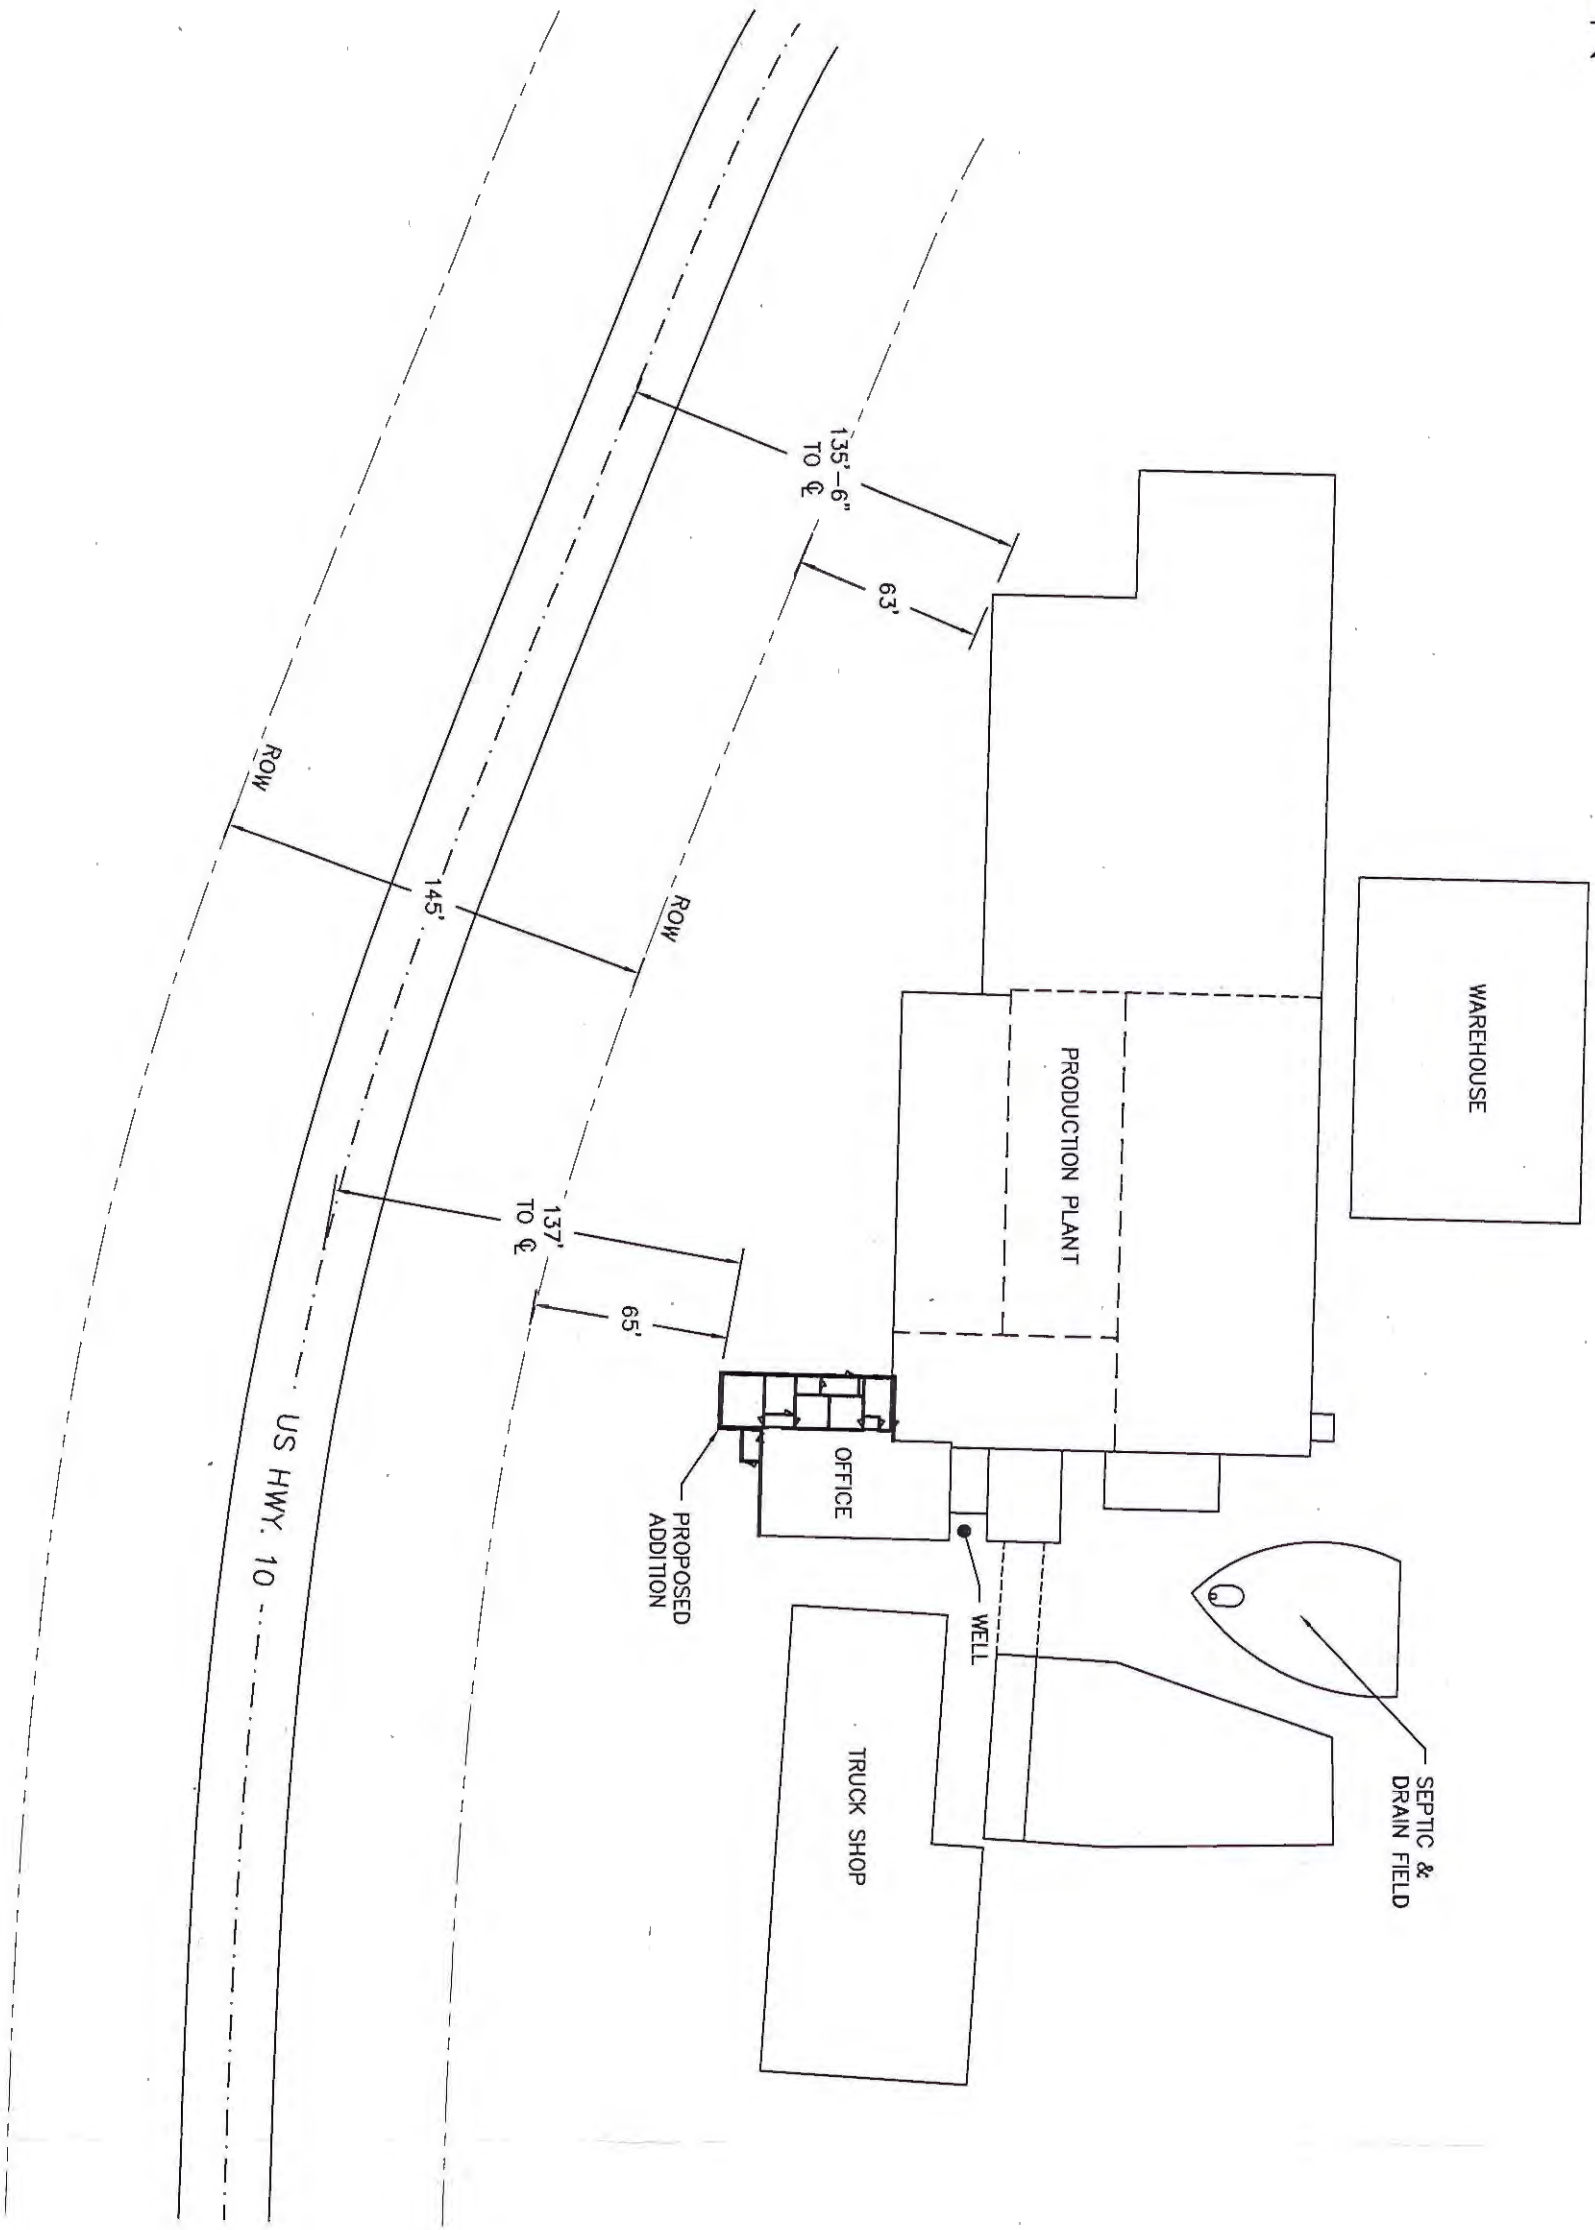 WAREHOUSE
PRODUCTION PLANT
135'-6"
TO ℄
63'
ROW
ROW
145'
137'
TO ℄
65'
OFFICE
PROPOSED
ADDITION
WELL
SEPTIC &
DRAIN FIELD
TRUCK SHOP
US HWY. 10